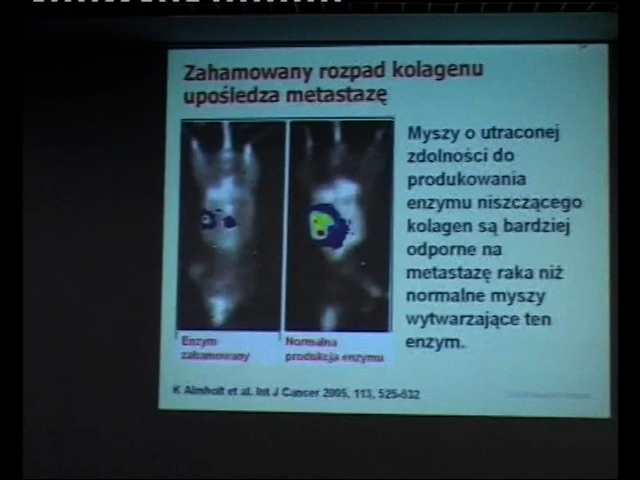 Zahamowany rozpad kolagenu
upośledza metastazę
Myszy o utraconej
zdolności do
produkowania
enzymu niszczącego
kolagen są bardziej
odporne na
metastazę raka niż
normalne myszy
wytwarzające ten
enzym.
Enzym
zahamowany
Normalna
produkcja enzymu
K Almholt et al. Int J Cancer 2005, 113, 525-532